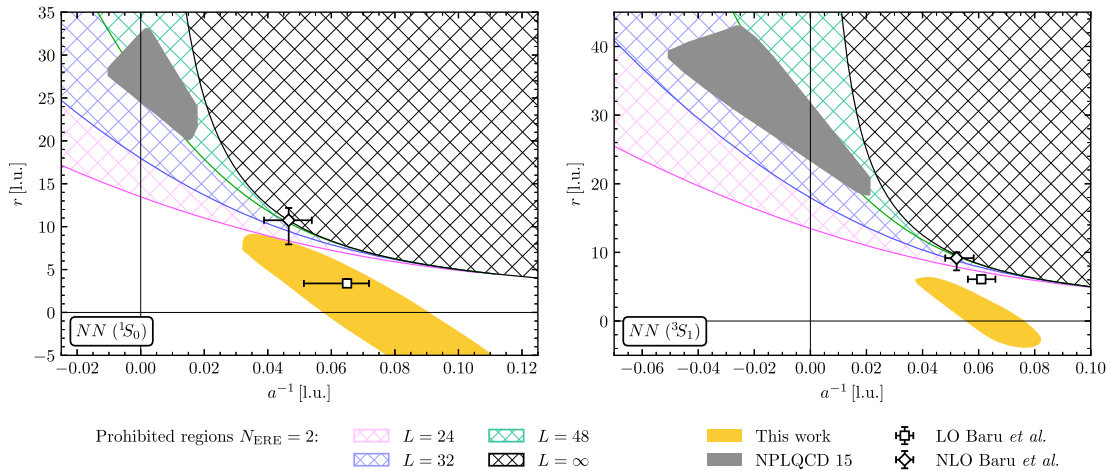 35
30
25
20
15
10
5
0
−5
r [l.u.]
NN (¹S₀)
−0.02 0.00 0.02 0.04 0.06 0.08 0.10 0.12
a⁻¹ [l.u.]
40
30
20
10
0
r [l.u.]
NN (³S₁)
−0.06 −0.04 −0.02 0.00 0.02 0.04 0.06 0.08 0.10
a⁻¹ [l.u.]
Prohibited regions N_ERE = 2:
L = 24
L = 32
L = 48
L = ∞
This work
NPLQCD 15
LO Baru et al.
NLO Baru et al.